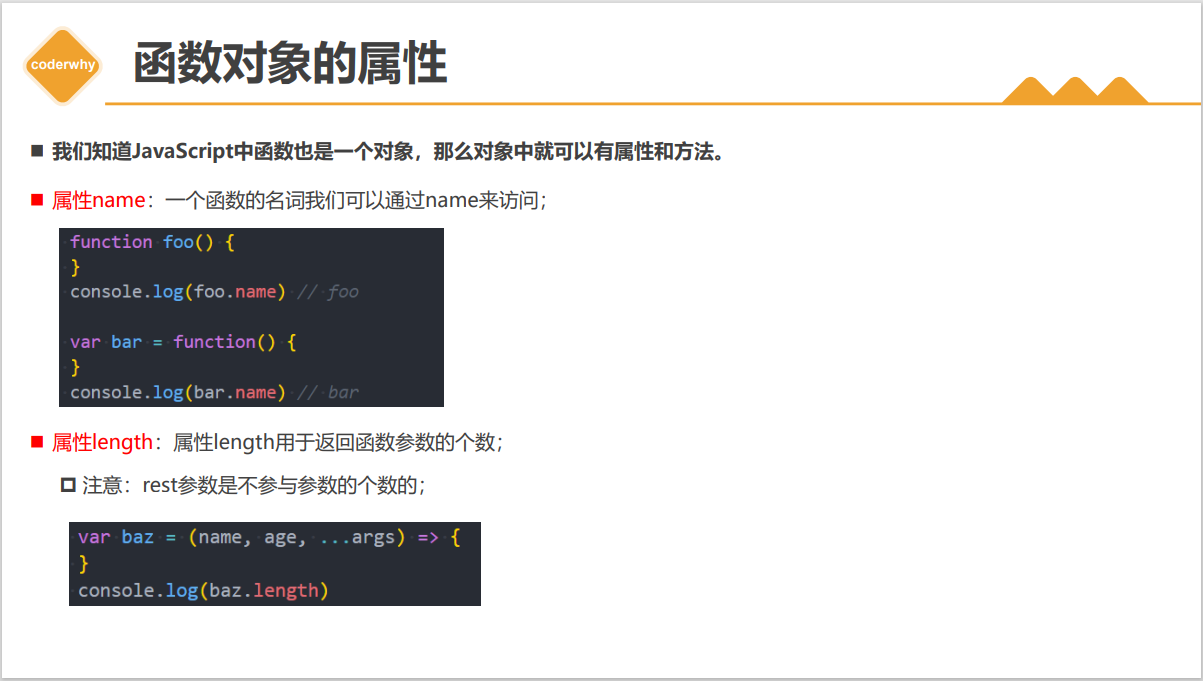 coderwhy
函数对象的属性
我们知道JavaScript中函数也是一个对象，那么对象中就可以有属性和方法。
属性name：一个函数的名词我们可以通过name来访问；
function foo() {
}
console.log(foo.name) // foo
var bar = function() {
}
console.log(bar.name) // bar
属性length：属性length用于返回函数参数的个数；
注意：rest参数是不参与参数的个数的；
var baz = (name, age, ...args) => {
}
console.log(baz.length)